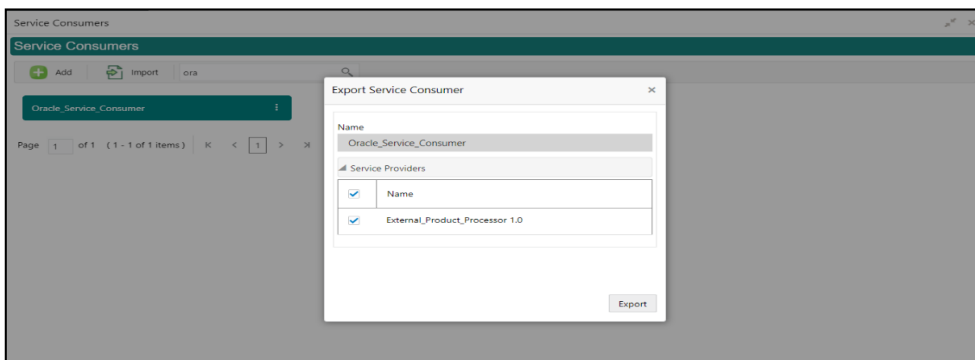 Service Consumers
Service Consumers
Add Import ora
Oracle_Service_Consumer
Page 1 of 1 (1 - 1 of 1 items) K < 1 > Ʞ
Export Service Consumer ×
Name
Oracle_Service_Consumer
Service Providers
Name
External_Product_Processor 1.0
Export